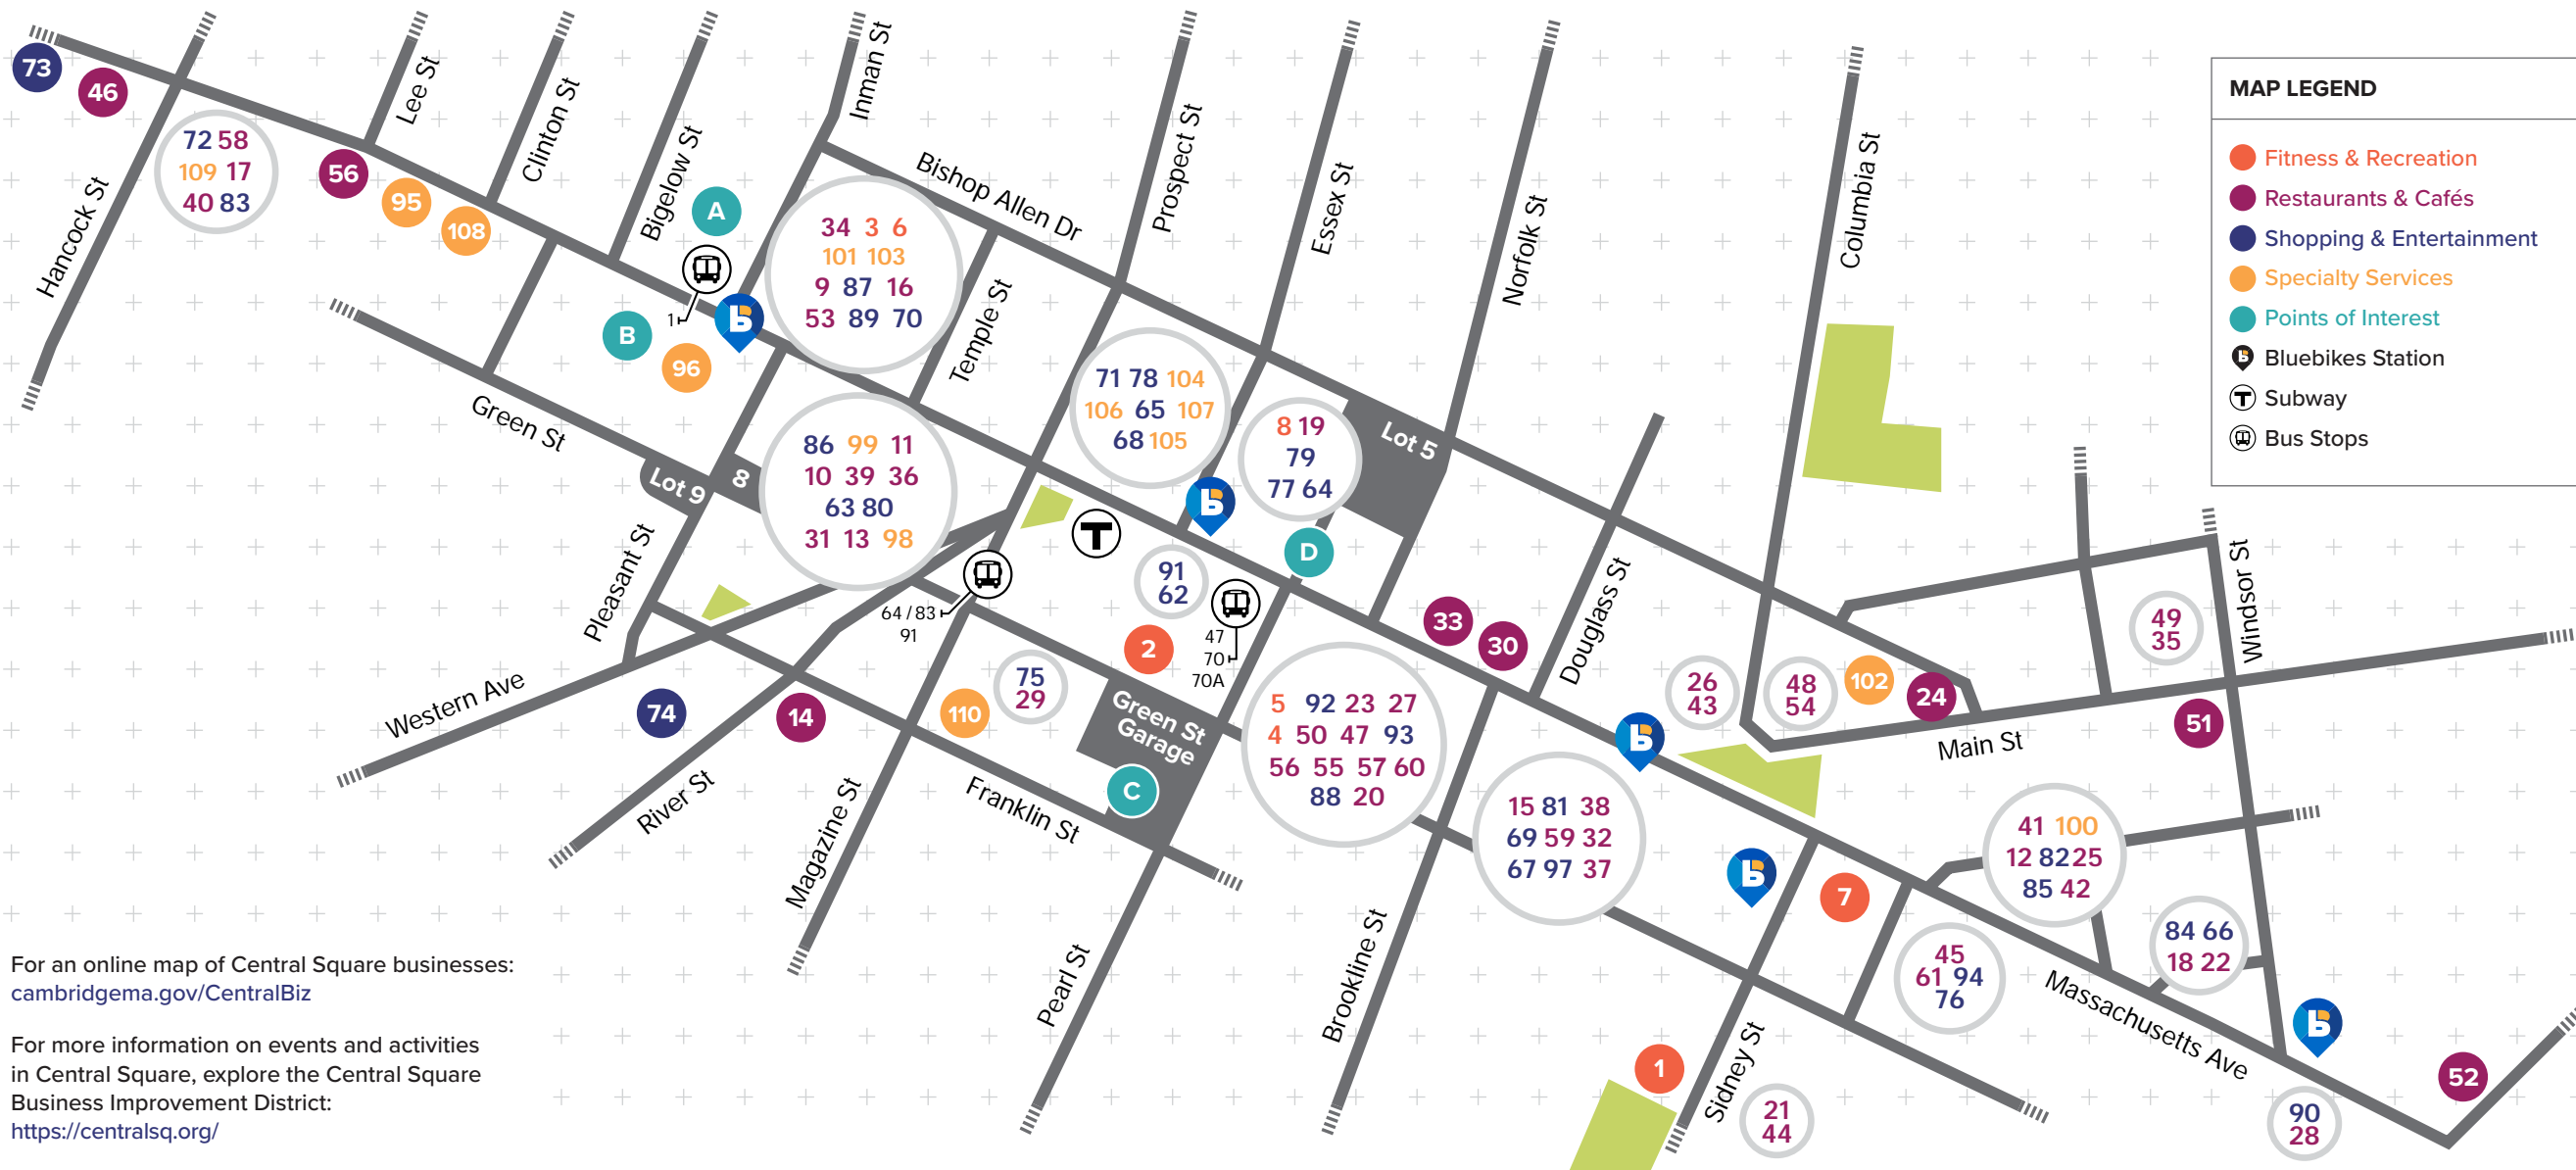 73
46
72 58
109 17
40 83
56
95
108
Hancock St
Lee St
Clinton St
Bigelow St
Inman St
A
1
B
96
34 3 6
101 103
9 87 16
53 89 70
Bishop Allen Dr
Temple St
Prospect St
Essex St
Norfolk St
Columbia St
MAP LEGEND
Fitness & Recreation
Restaurants & Cafés
Shopping & Entertainment
Specialty Services
Points of Interest
Bluebikes Station
T Subway
Bus Stops
Green St
Lot 9
8
86 99 11
10 39 36
63 80
31 13 98
71 78 104
106 65 107
68 105
8 19
79
77 64
Lot 5
T
D
91
62
64 / 83
91
47
70
70A
2
Pleasant St
Western Ave
74
River St
14
75
29
110
Green St
Garage
C
Franklin St
Magazine St
Pearl St
33
30
Douglass St
5 92 23 27
4 50 47 93
56 55 57 60
88 20
Brookline St
15 81 38
69 59 32
67 97 37
26
43
48
54
102
24
Main St
49
35
Windsor St
51
7
41 100
12 82 25
85 42
84 66
18 22
45
61 94
76
Massachusetts Ave
Sidney St
1
21
44
90
28
52
For an online map of Central Square businesses:
cambridgema.gov/CentralBiz
For more information on events and activities
in Central Square, explore the Central Square
Business Improvement District:
https://centralsq.org/